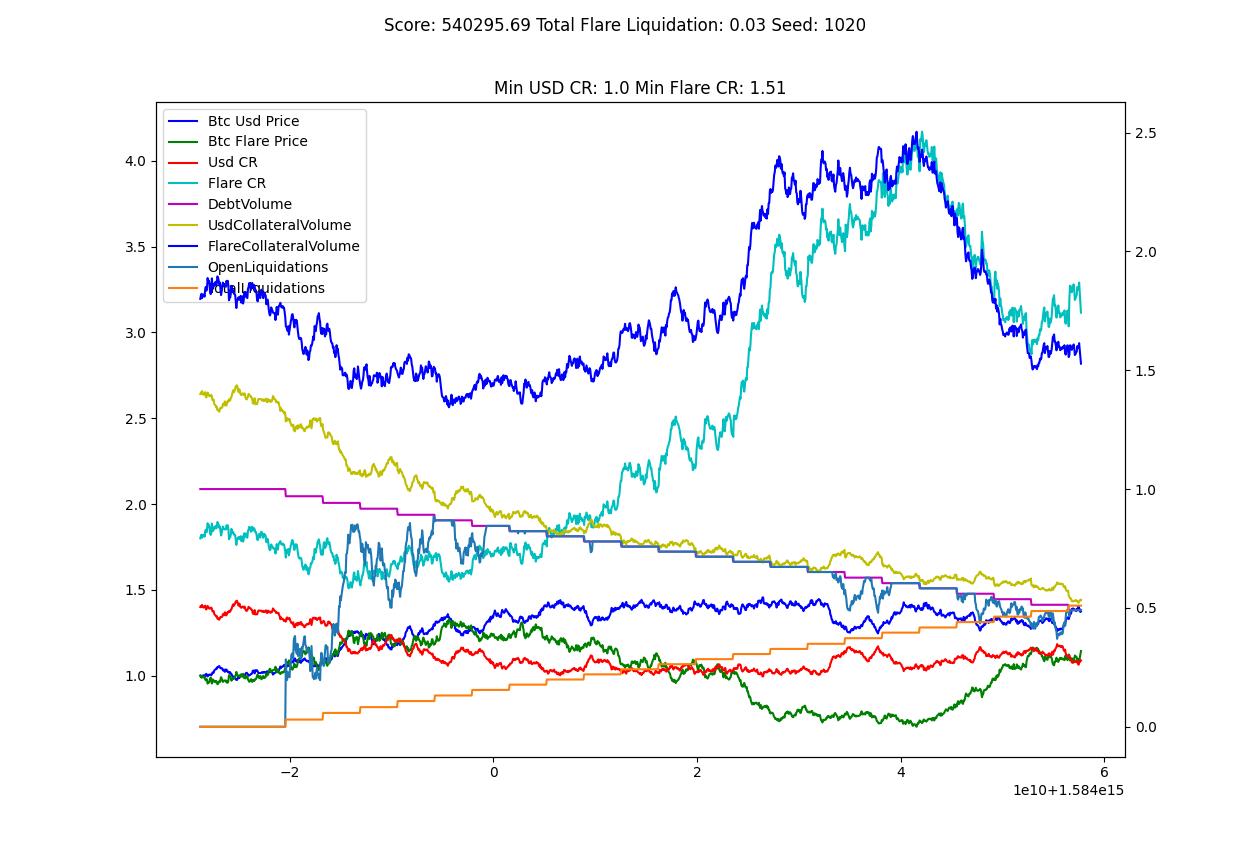 Score: 540295.69 Total Flare Liquidation: 0.03 Seed: 1020
Min USD CR: 1.0 Min Flare CR: 1.51
Btc Usd Price
Btc Flare Price
Usd CR
Flare CR
DebtVolume
UsdCollateralVolume
FlareCollateralVolume
OpenLiquidations
TotalLiquidations
4.0
3.5
3.0
2.5
2.0
1.5
1.0
2.5
2.0
1.5
1.0
0.5
0.0
−2
0
2
4
6
1e10+1.584e15